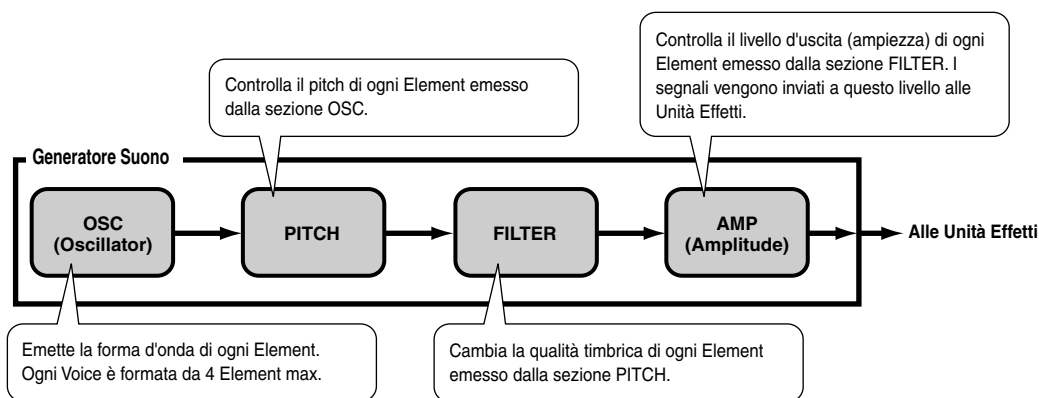 Controlla il livello d'uscita (ampiezza) di ogni
Element emesso dalla sezione FILTER. I
segnali vengono inviati a questo livello alle
Unità Effetti.
Controlla il pitch di ogni Element emesso
dalla sezione OSC.
Generatore Suono
OSC
(Oscillator)
PITCH
FILTER
AMP
(Amplitude)
Alle Unità Effetti
Emette la forma d'onda di ogni Element.
Ogni Voice è formata da 4 Element max.
Cambia la qualità timbrica di ogni Element
emesso dalla sezione PITCH.